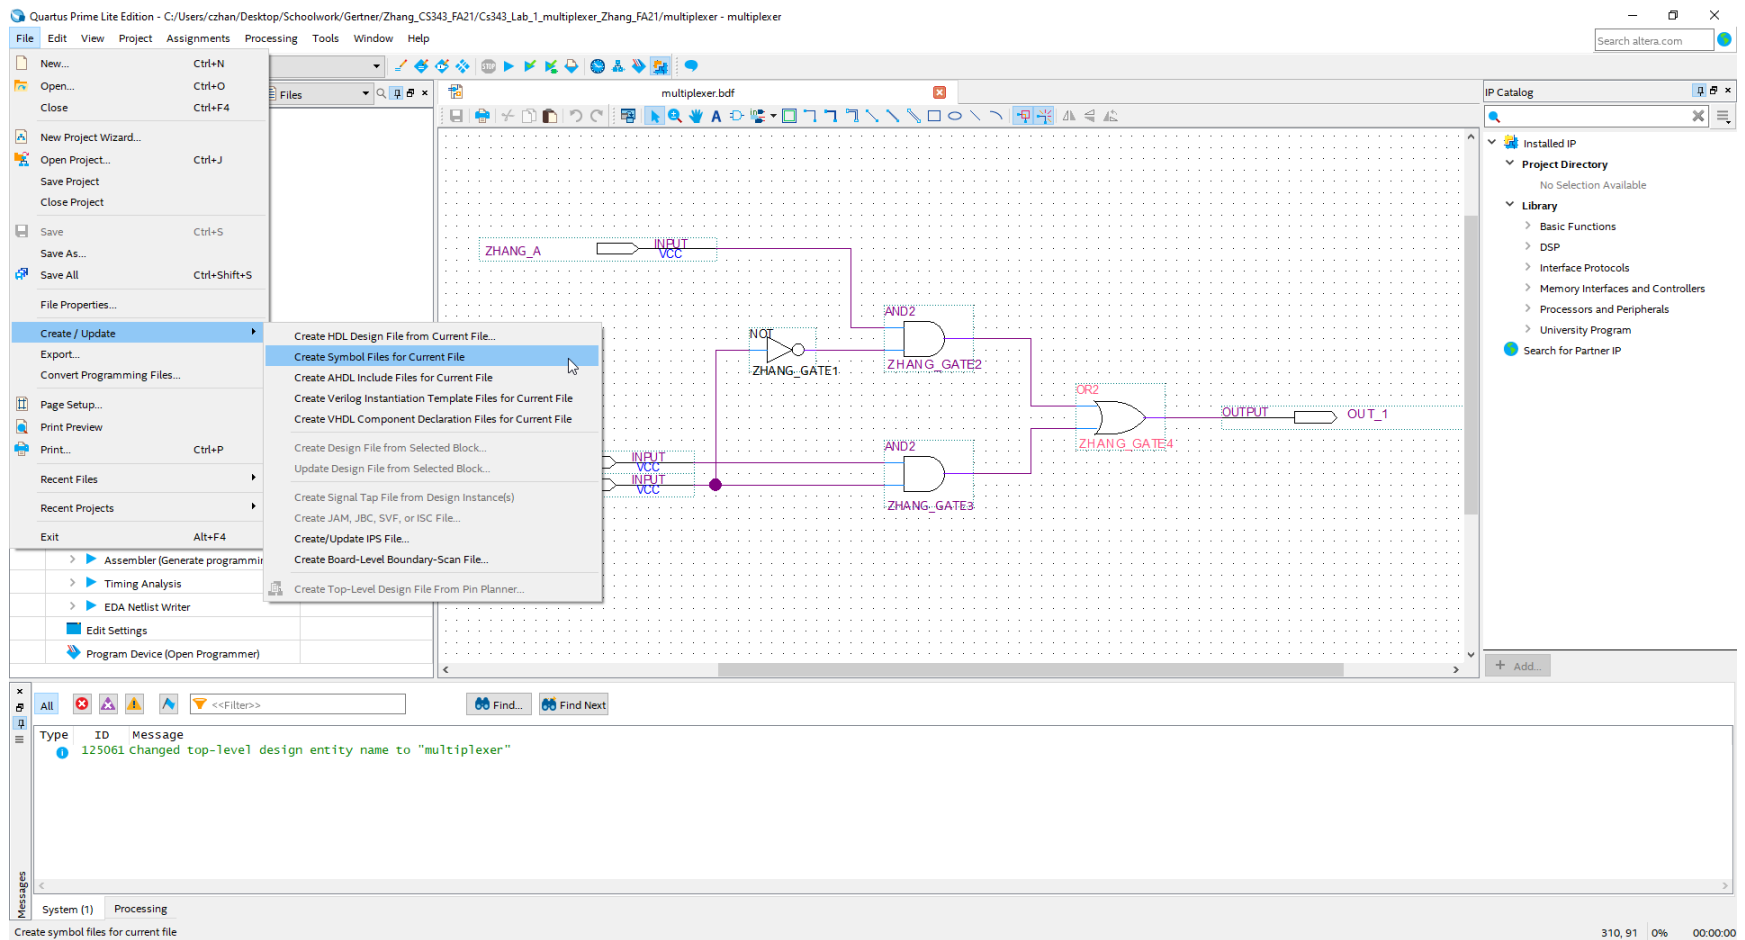 Quartus Prime Lite Edition - C:/Users/czhan/Desktop/Schoolwork/Gertner/Zhang_CS343_FA21/Cs343_Lab_1_multiplexer_Zhang_FA21/multiplexer - multiplexer
File Edit View Project Assignments Processing Tools Window Help
Search altera.com
New... Ctrl+N
Open... Ctrl+O
Close Ctrl+F4
New Project Wizard...
Open Project... Ctrl+J
Save Project
Close Project
Save Ctrl+S
Save As...
Save All Ctrl+Shift+S
File Properties...
Create / Update
Export...
Convert Programming Files...
Page Setup...
Print Preview
Print... Ctrl+P
Recent Files
Recent Projects
Exit Alt+F4
Create HDL Design File from Current File...
Create Symbol Files for Current File
Create AHDL Include Files for Current File
Create Verilog Instantiation Template Files for Current File
Create VHDL Component Declaration Files for Current File
Create Design File from Selected Block...
Update Design File from Selected Block...
Create Signal Tap File from Design Instance(s)
Create JAM, JBC, SVF, or ISC File...
Create/Update IPS File...
Create Board-Level Boundary-Scan File...
Create Top-Level Design File From Pin Planner...
Files
Assembler (Generate programmin
Timing Analysis
EDA Netlist Writer
Edit Settings
Program Device (Open Programmer)
STOP
multiplexer.bdf
A
ZHANG_A
INPUT
VCC
NOT
ZHANG_GATE1
AND2
ZHANG_GATE2
OR2
ZHANG_GATE4
OUTPUT
OUT_1
INPUT
VCC
INPUT
VCC
AND2
ZHANG_GATE3
IP Catalog
Installed IP
Project Directory
No Selection Available
Library
Basic Functions
DSP
Interface Protocols
Memory Interfaces and Controllers
Processors and Peripherals
University Program
Search for Partner IP
+ Add...
All
<<Filter>>
Find...
Find Next
Type ID Message
125061 Changed top-level design entity name to "multiplexer"
Messages
System (1) Processing
Create symbol files for current file
310, 91 0% 00:00:00